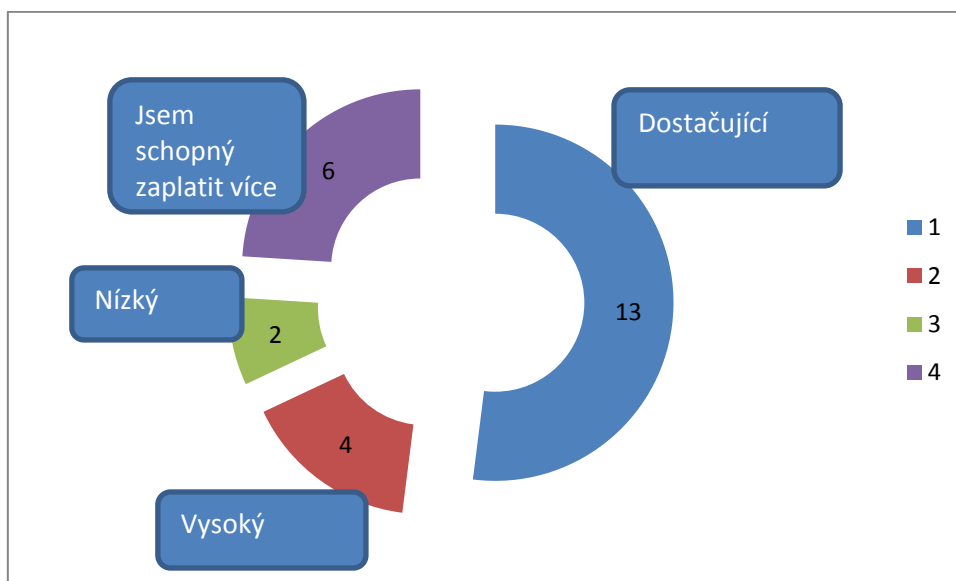 Jsem
schopný
zaplatit více
6
Dostačující
Nízký
2
13
4
Vysoký
1
2
3
4